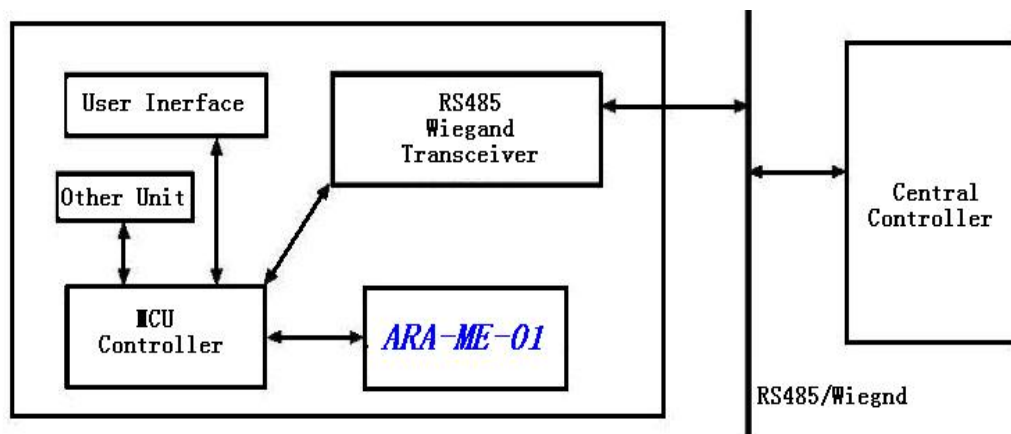 User Inerface
RS485
Wiegand
Transceiver
Other Unit
Central
Controller
MCU
Controller
ARA-ME-01
RS485/Wiegnd